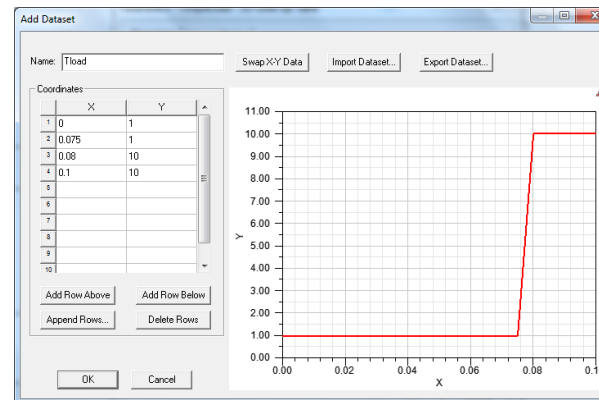 Add Dataset
Name: Tload
Swap X-Y Data Import Dataset... Export Dataset...
Coordinates
X Y
1 0 1
2 0.075 1
3 0.08 10
4 0.1 10
5
6
7
8
9
10
Add Row Above Add Row Below
Append Rows... Delete Rows
OK Cancel
11.00
10.00
9.00
8.00
7.00
6.00
5.00
4.00
3.00
2.00
1.00
0.00
Y
0.00 0.02 0.04 0.06 0.08 0.1
X